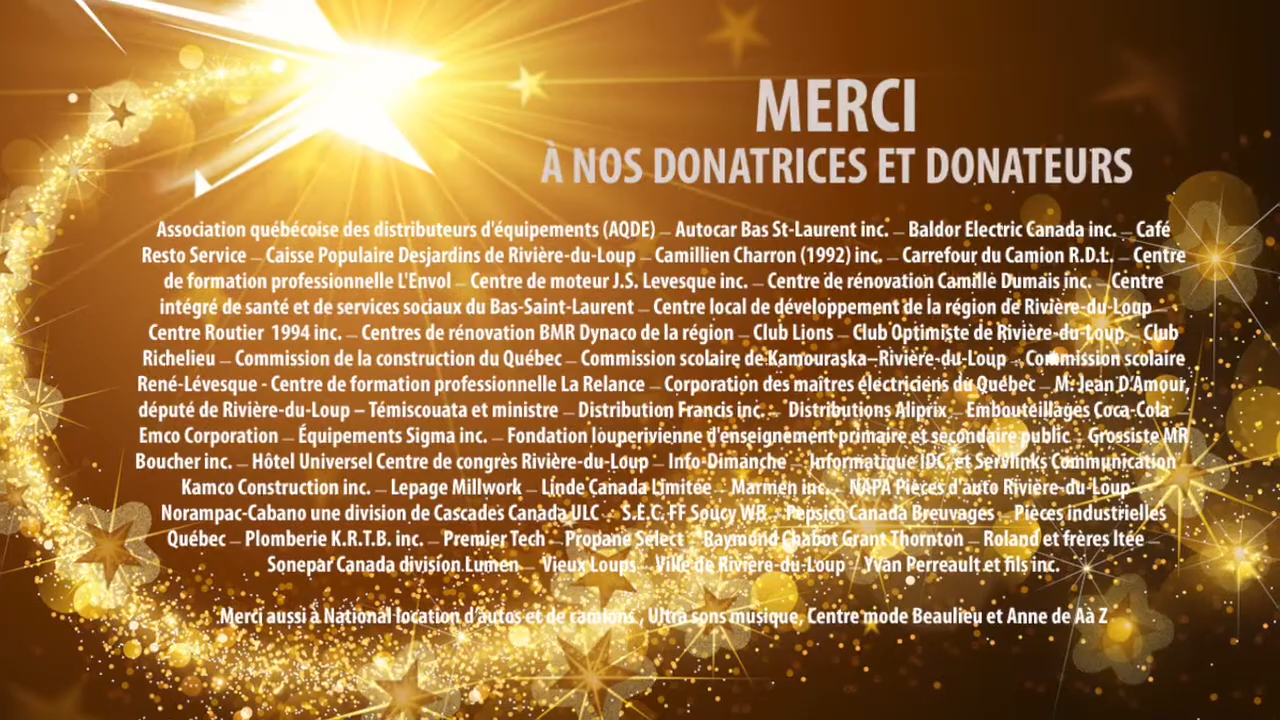 MERCI
À NOS DONATRICES ET DONATEURS
Association québécoise des distributeurs d'équipements (AQDE) – Autocar Bas St-Laurent inc. – Baldor Electric Canada inc. – Café
Resto Service – Caisse Populaire Desjardins de Rivière-du-Loup – Camillien Charron (1992) inc. – Carrefour du Camion R.D.L. – Centre
de formation professionnelle L'Envol – Centre de moteur J.S. Levesque inc. – Centre de rénovation Camille Dumais inc. – Centre
intégré de santé et de services sociaux du Bas-Saint-Laurent – Centre local de développement de la région de Rivière-du-Loup –
Centre Routier 1994 inc. – Centres de rénovation BMR Dynaco de la région – Club Lions – Club Optimiste de Rivière-du-Loup – Club
Richelieu – Commission de la construction du Québec – Commission scolaire de Kamouraska–Rivière-du-Loup – Commission scolaire
René-Lévesque - Centre de formation professionnelle La Relance – Corporation des maîtres électriciens du Québec – M. Jean D'Amour,
député de Rivière-du-Loup – Témiscouata et ministre – Distribution Francis inc. – Distributions Aliprix – Embouteillages Coca-Cola –
Emco Corporation – Équipements Sigma inc. – Fondation louperivienne d'enseignement primaire et secondaire public – Grossiste MR
Boucher inc. – Hôtel Universel Centre de congrès Rivière-du-Loup – Info-Dimanche – Informatique IDC, et Servlinks Communication
Kamco Construction inc. – Lepage Millwork – Linde Canada Limitée – Marmen inc. – NAPA Pièces d'auto Rivière-du-Loup –
Norampac-Cabano une division de Cascades Canada ULC – S.E.C. FF Soucy WB – Pepsico Canada Breuvages – Pièces industrielles
Québec – Plomberie K.R.T.B. inc. – Premier Tech – Propane Sélect – Raymond Chabot Grant Thornton – Roland et frères ltée –
Sonepar Canada division Lumen – Vieux Loups – Ville de Rivière-du-Loup – Yvan Perreault et fils inc.
Merci aussi à National location d'autos et de camions , Ultra sons musique, Centre mode Beaulieu et Anne de Aà Z